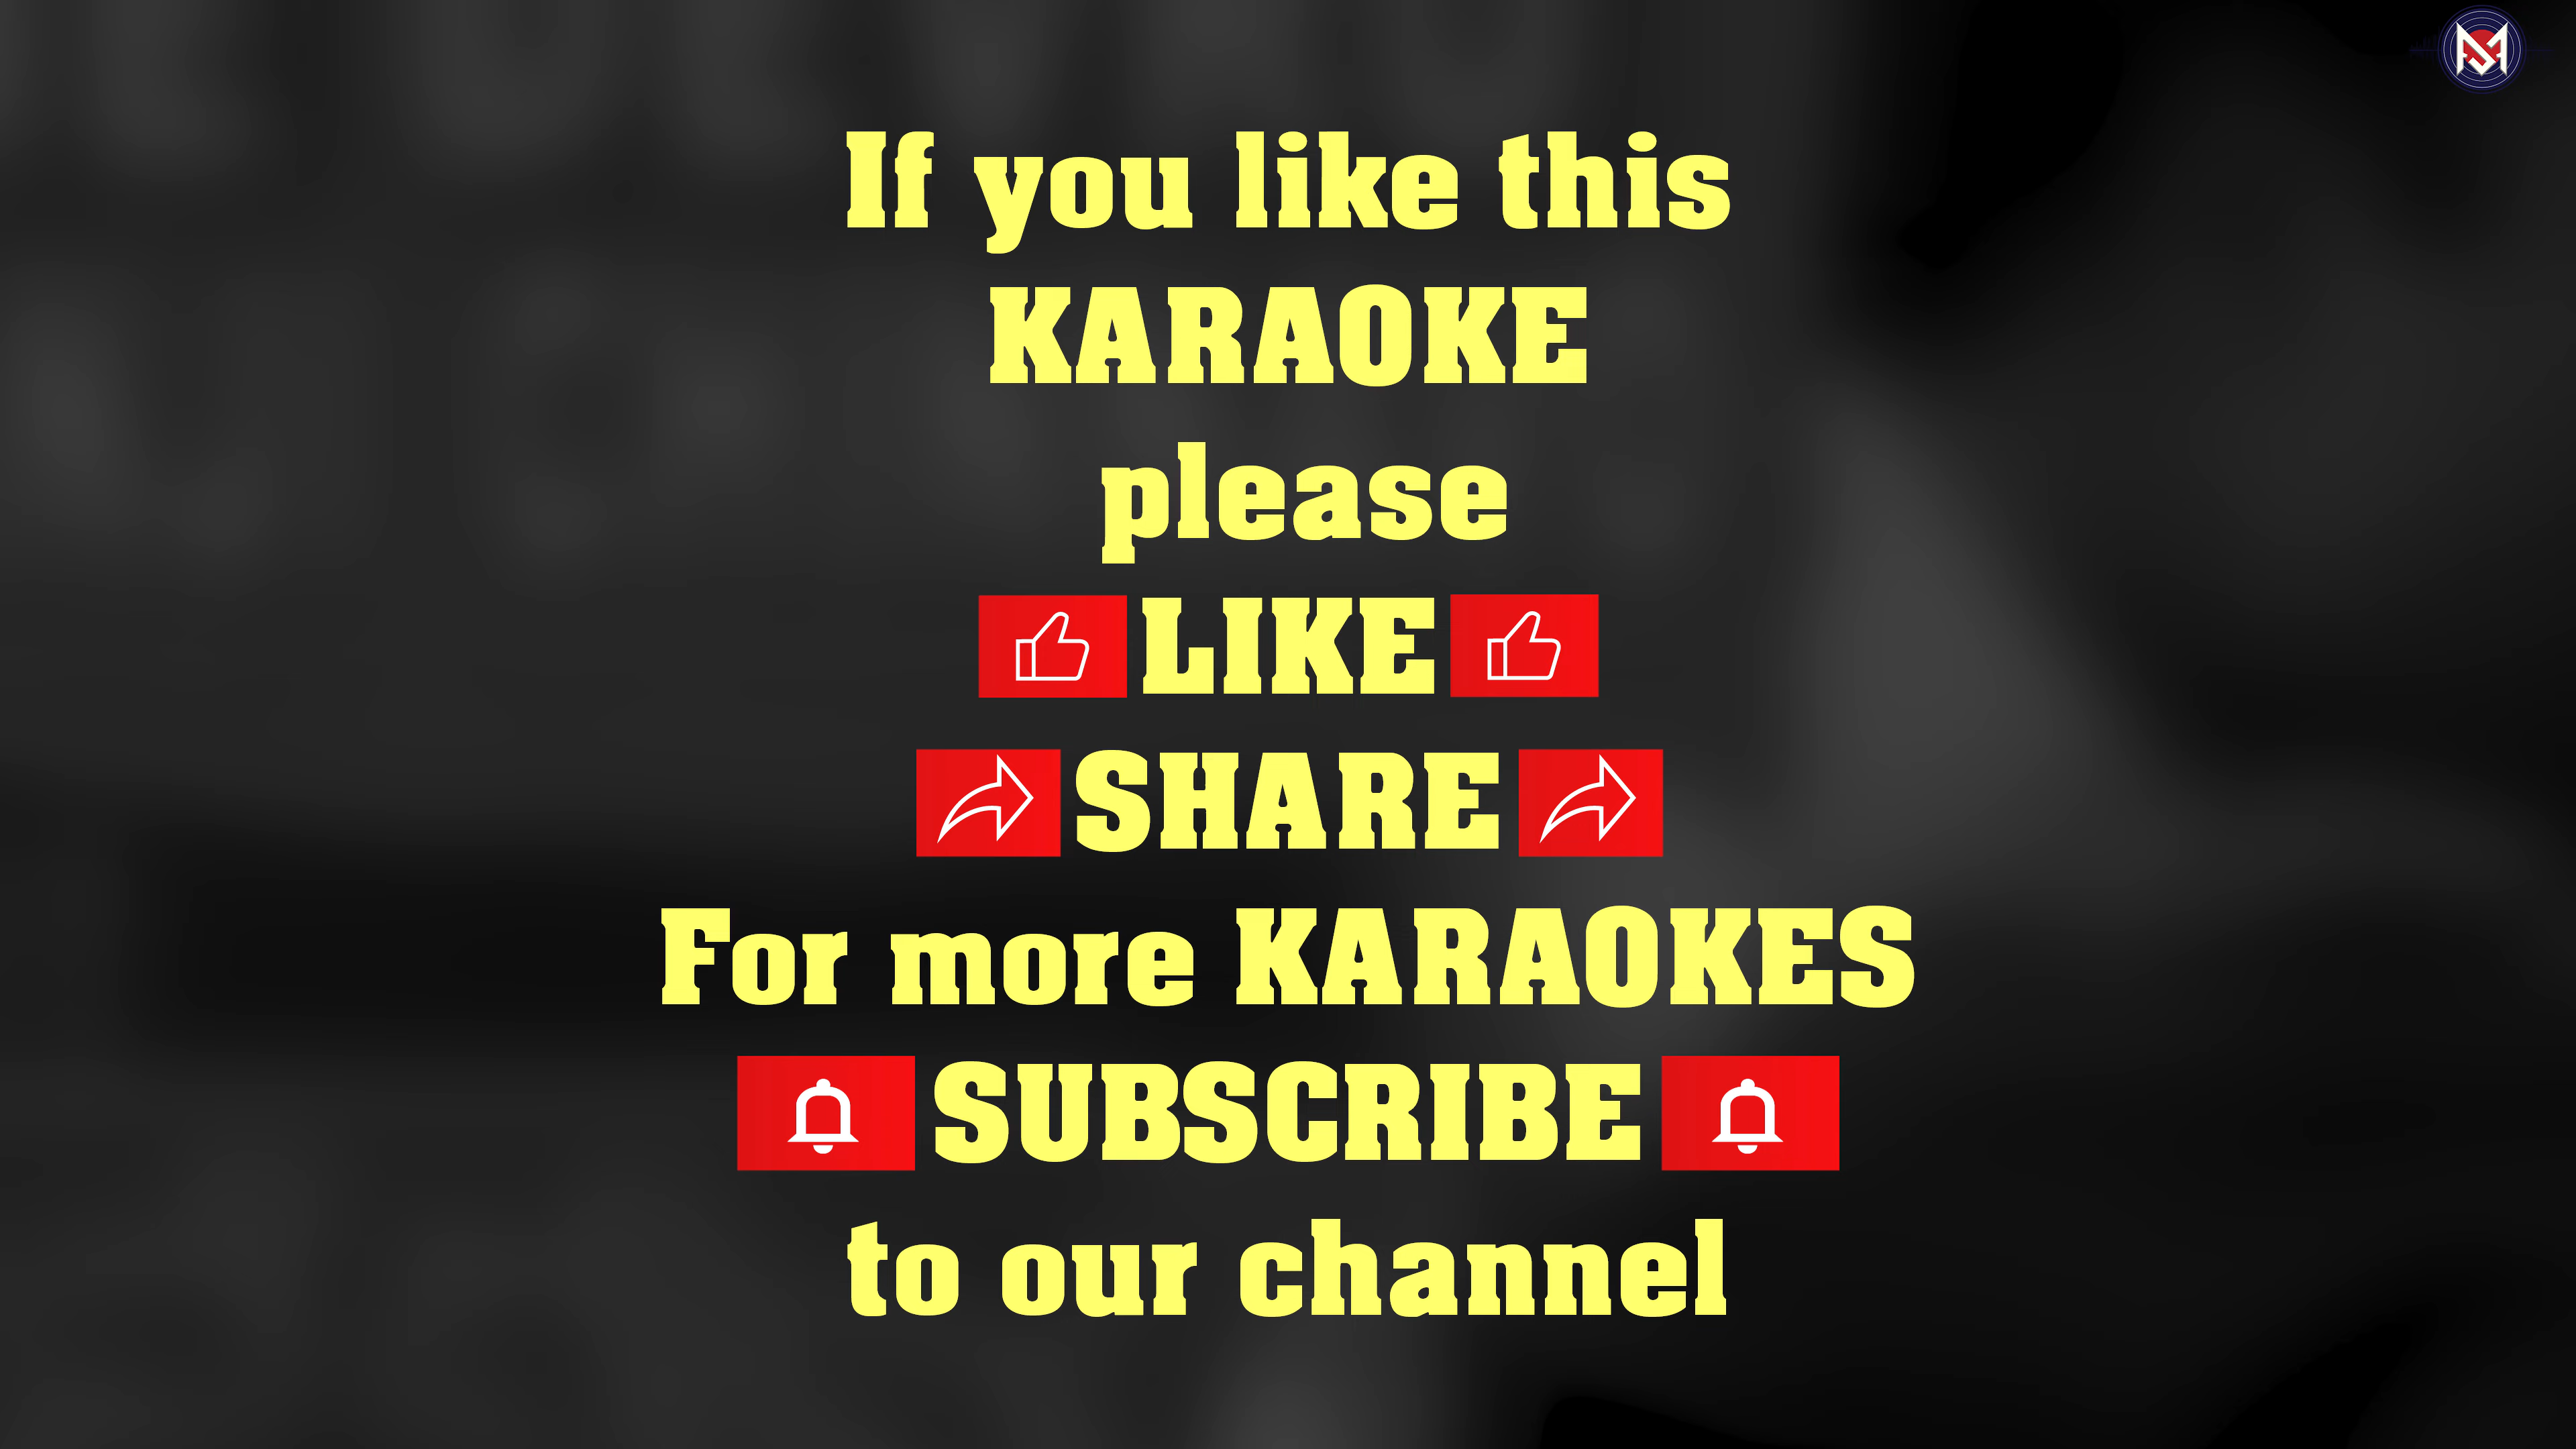 If you like this
KARAOKE
please
LIKE
SHARE
For more KARAOKES
SUBSCRIBE
to our channel